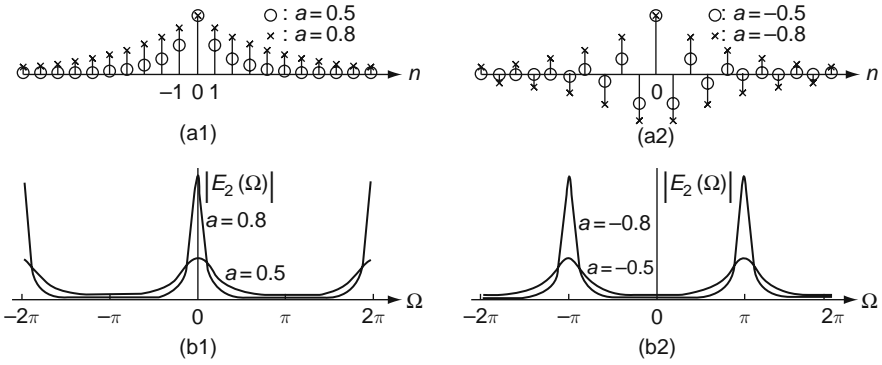 ○: a = 0.5
×: a = 0.8
n
−1 0 1
(a1)
○: a = −0.5
×: a = −0.8
n
0
(a2)
|E₂(Ω)|
a = 0.8
a = 0.5
Ω
−2π −π 0 π 2π
(b1)
|E₂(Ω)|
a = −0.8
a = −0.5
Ω
−2π −π 0 π 2π
(b2)